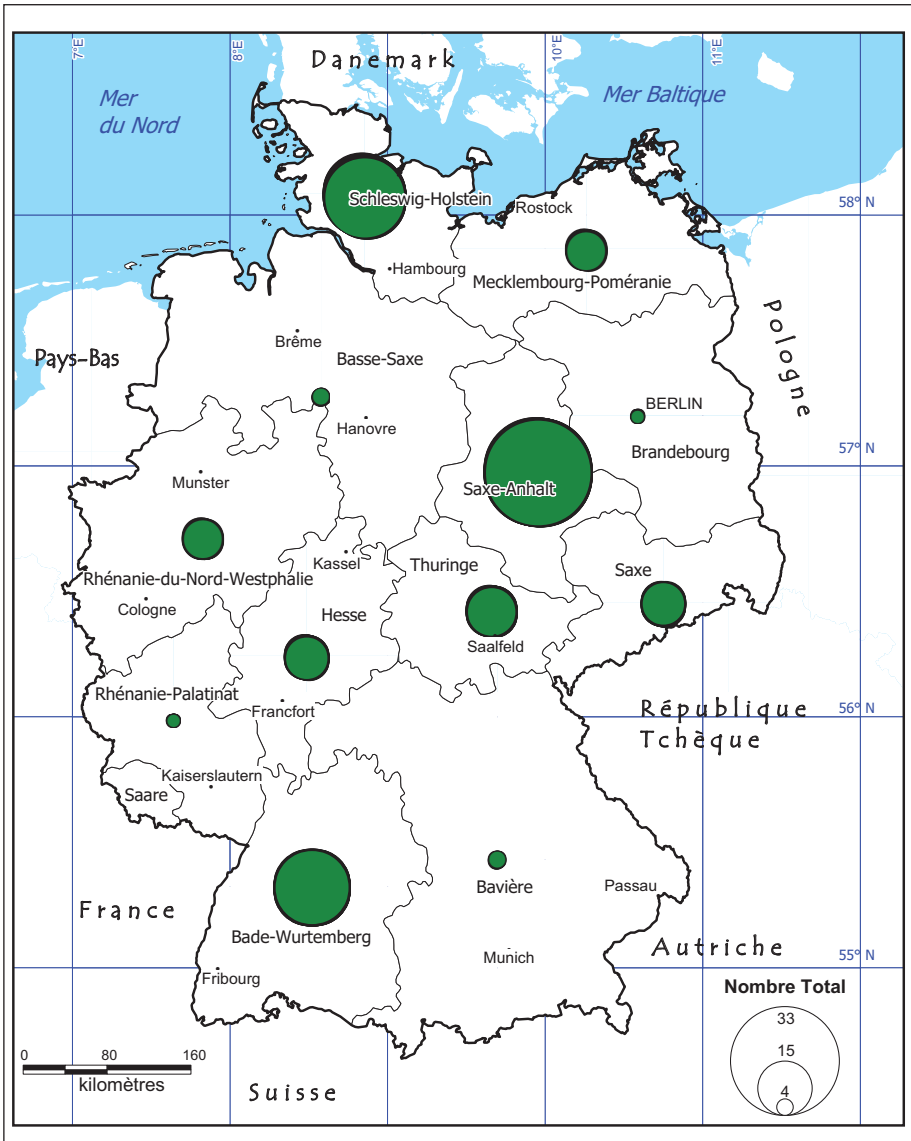 7°E
8°E
10°E
11°E
Danemark
Mer
du Nord
Mer Baltique
Schleswig-Holstein
Rostock
58° N
Hambourg
Mecklembourg-Poméranie
Pologne
Brême
Pays-Bas
Basse-Saxe
BERLIN
Hanovre
Brandebourg
57° N
Munster
Saxe-Anhalt
Kassel
Thuringe
Saxe
Rhénanie-du-Nord-Westphalie
Cologne
Hesse
Saalfeld
Rhénanie-Palatinat
Francfort
République
Tchèque
56° N
Kaiserslautern
Saare
Bavière
Passau
France
Bade-Wurtemberg
Autriche
Munich
55° N
Fribourg
Nombre Total
33
15
4
0 80 160
kilomètres
Suisse